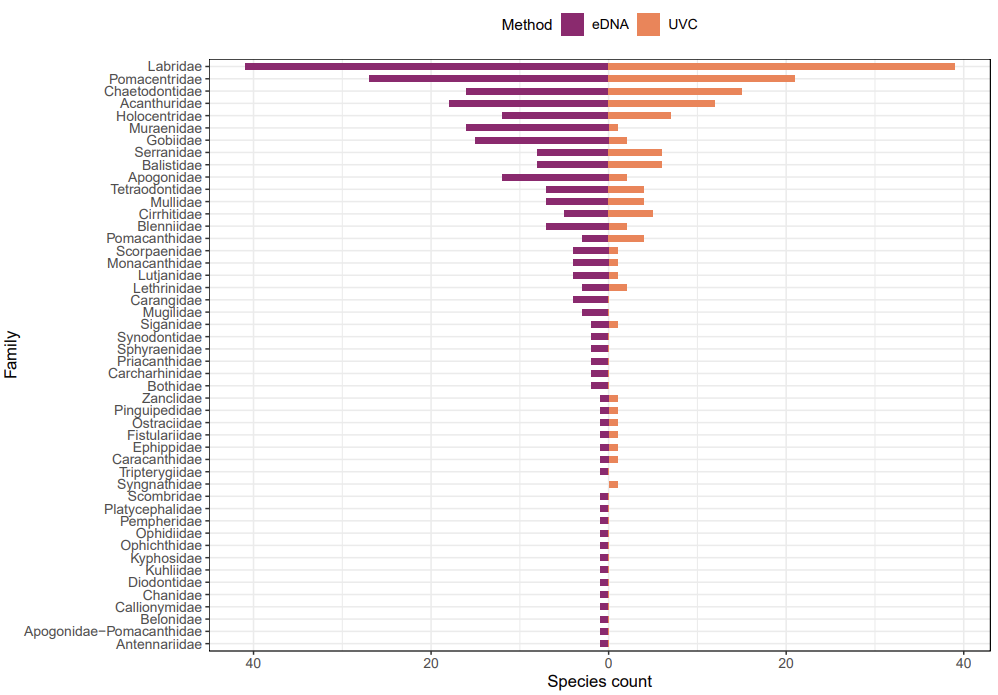 Method eDNA UVC
Labridae
Pomacentridae
Chaetodontidae
Acanthuridae
Holocentridae
Muraenidae
Gobiidae
Serranidae
Balistidae
Apogonidae
Tetraodontidae
Mullidae
Cirrhitidae
Blenniidae
Pomacanthidae
Scorpaenidae
Monacanthidae
Lutjanidae
Lethrinidae
Carangidae
Mugilidae
Siganidae
Synodontidae
Sphyraenidae
Priacanthidae
Carcharhinidae
Bothidae
Zanclidae
Pinguipedidae
Ostraciidae
Fistulariidae
Ephippidae
Caracanthidae
Tripterygiidae
Syngnathidae
Scombridae
Platycephalidae
Pempheridae
Ophidiidae
Ophichthidae
Kyphosidae
Kuhliidae
Diodontidae
Chanidae
Callionymidae
Belonidae
Apogonidae−Pomacanthidae
Antennariidae
Family
40 20 0 20 40
Species count